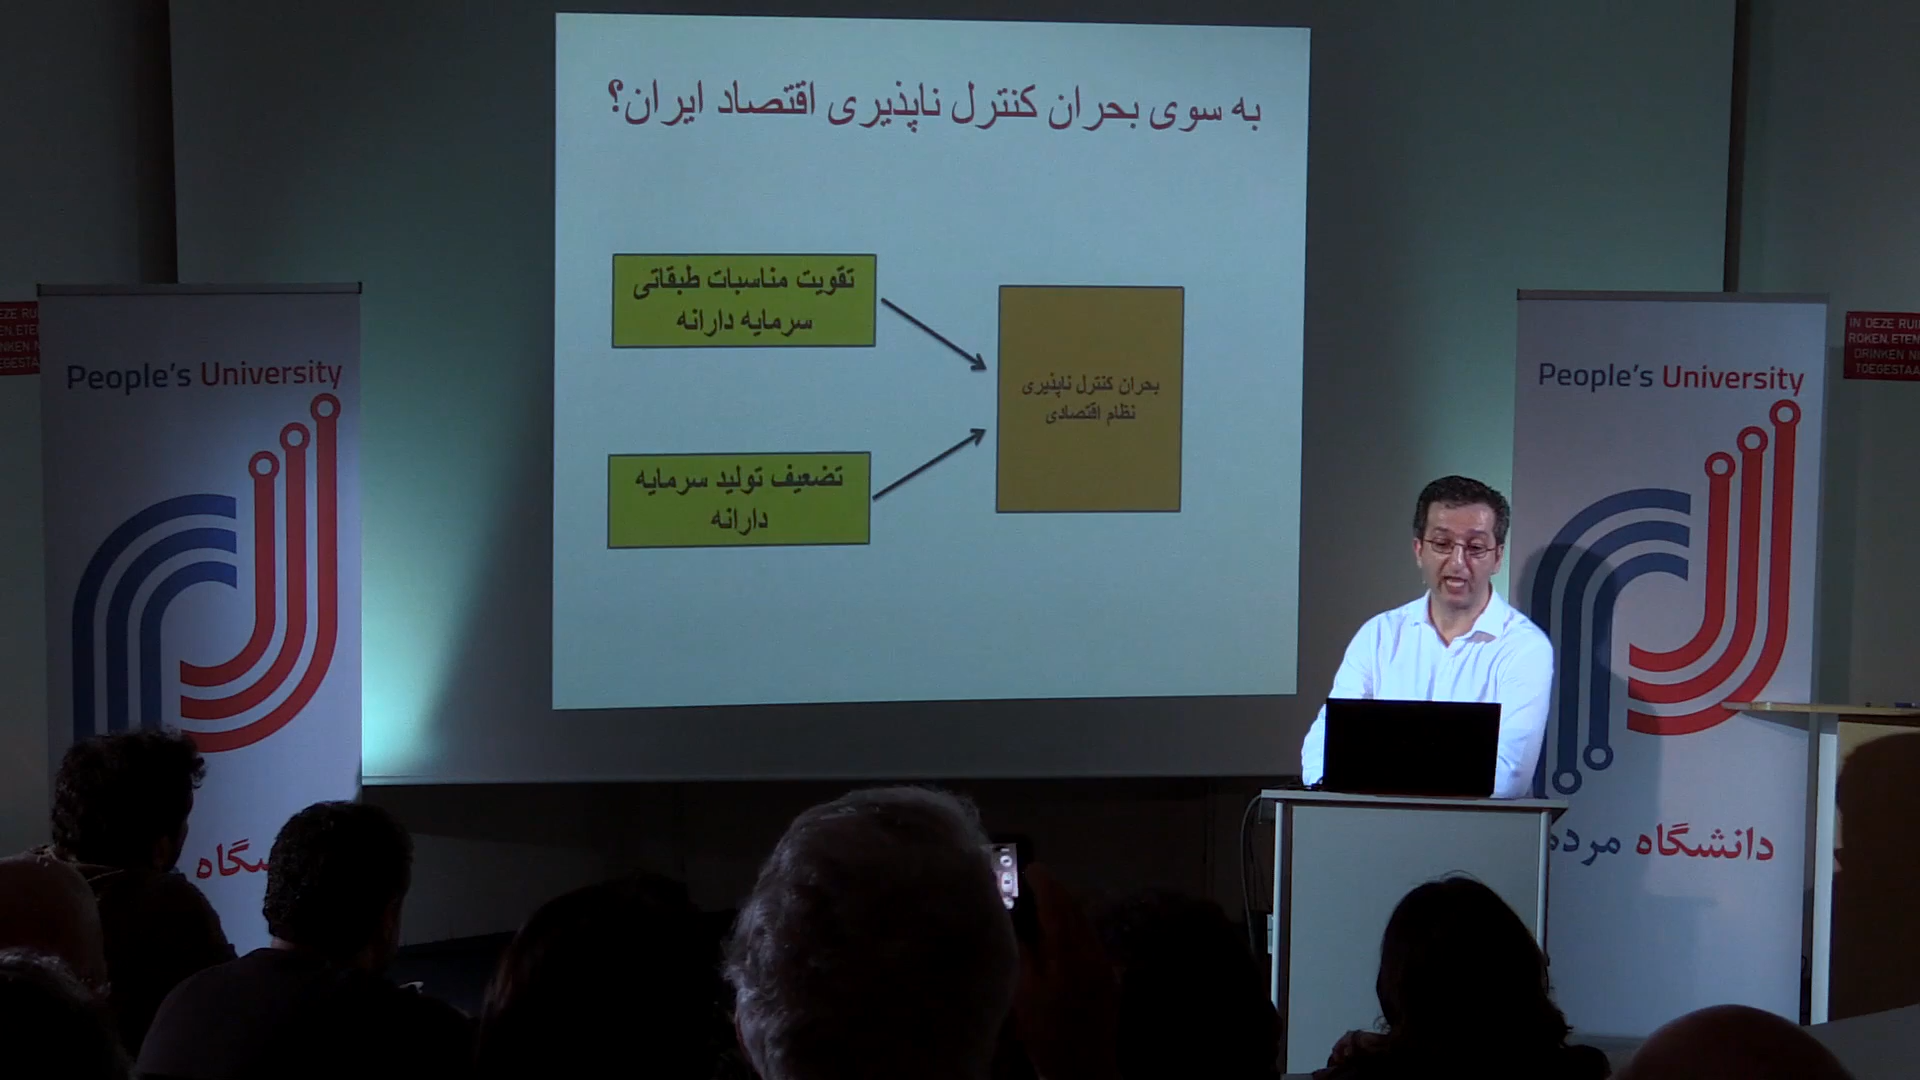 به سوی بحران کنترل ناپذیری اقتصاد ایران؟
تقویت مناسبات طبقاتی
سرمایه دارانه
بحران کنترل ناپذیری
نظام اقتصادی
تضعیف تولید سرمایه
دارانه
People's University
People's University
دانشگاه مردم
IN DEZE RUI
ROKEN, ETEN
DRINKEN NI
TOEGESTAA